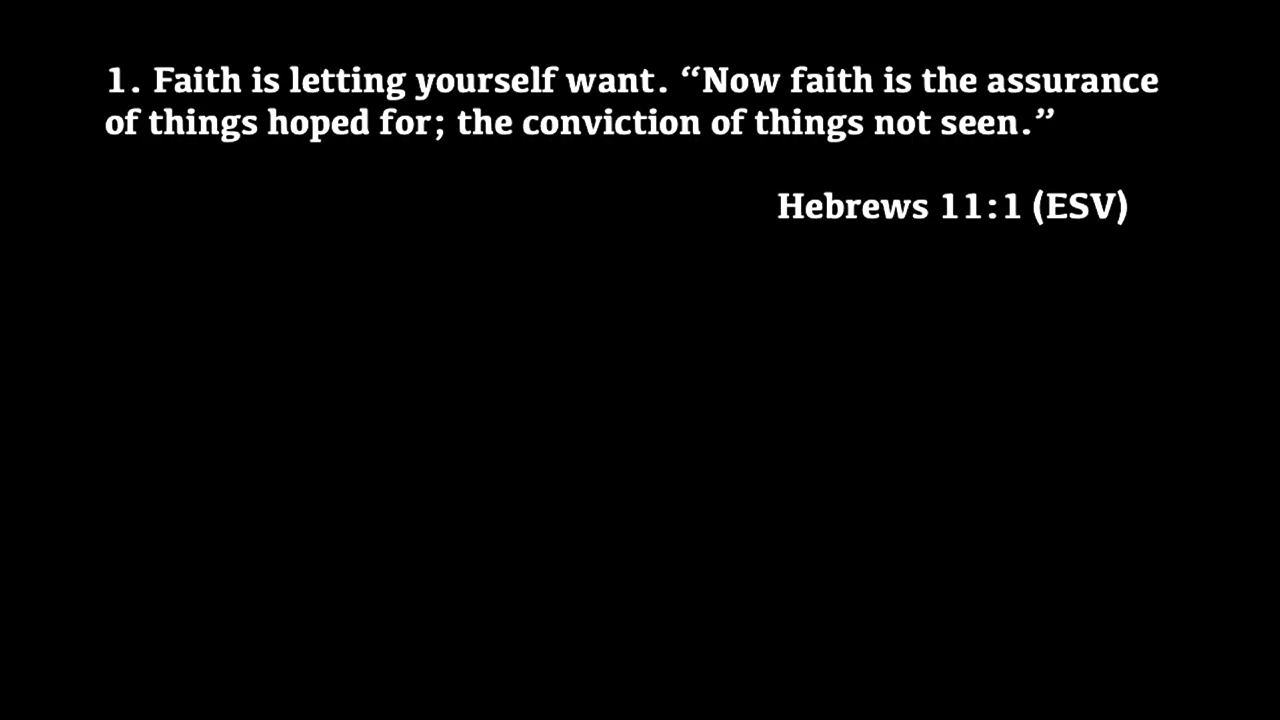 1. Faith is letting yourself want. “Now faith is the assurance
of things hoped for; the conviction of things not seen.”
Hebrews 11:1 (ESV)